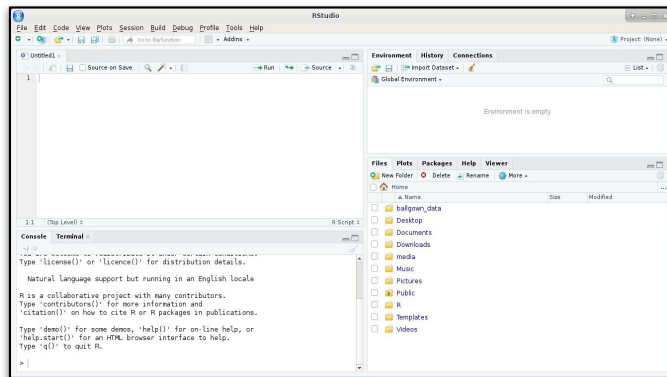 RStudio
File Edit Code View Plots Session Build Debug Profile Tools Help
Go to file/function Addins
Project: (None)
Untitled1
Source on Save Run Source
1
1:1 (Top Level) R Script
Console Terminal
~/
Type 'license()' or 'licence()' for distribution details.
Natural language support but running in an English locale
R is a collaborative project with many contributors.
Type 'contributors()' for more information and
'citation()' on how to cite R or R packages in publications.
Type 'demo()' for some demos, 'help()' for on-line help, or
'help.start()' for an HTML browser interface to help.
Type 'q()' to quit R.
>
Environment History Connections
Import Dataset List
Global Environment
Environment is empty
Files Plots Packages Help Viewer
New Folder Delete Rename More
Home ...
Name Size Modified
ballgown_data
Desktop
Documents
Downloads
media
Music
Pictures
Public
R
Templates
Videos